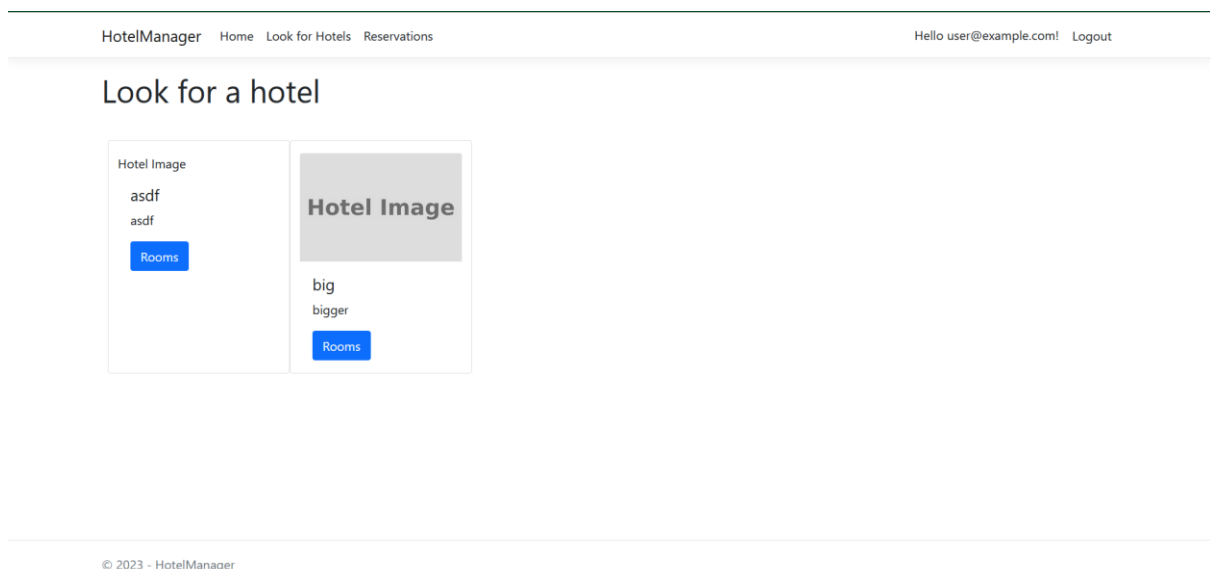 HotelManager Home Look for Hotels Reservations Hello user@example.com! Logout
Look for a hotel
Hotel Image
asdf
asdf
Rooms
Hotel Image
big
bigger
Rooms
© 2023 - HotelManager